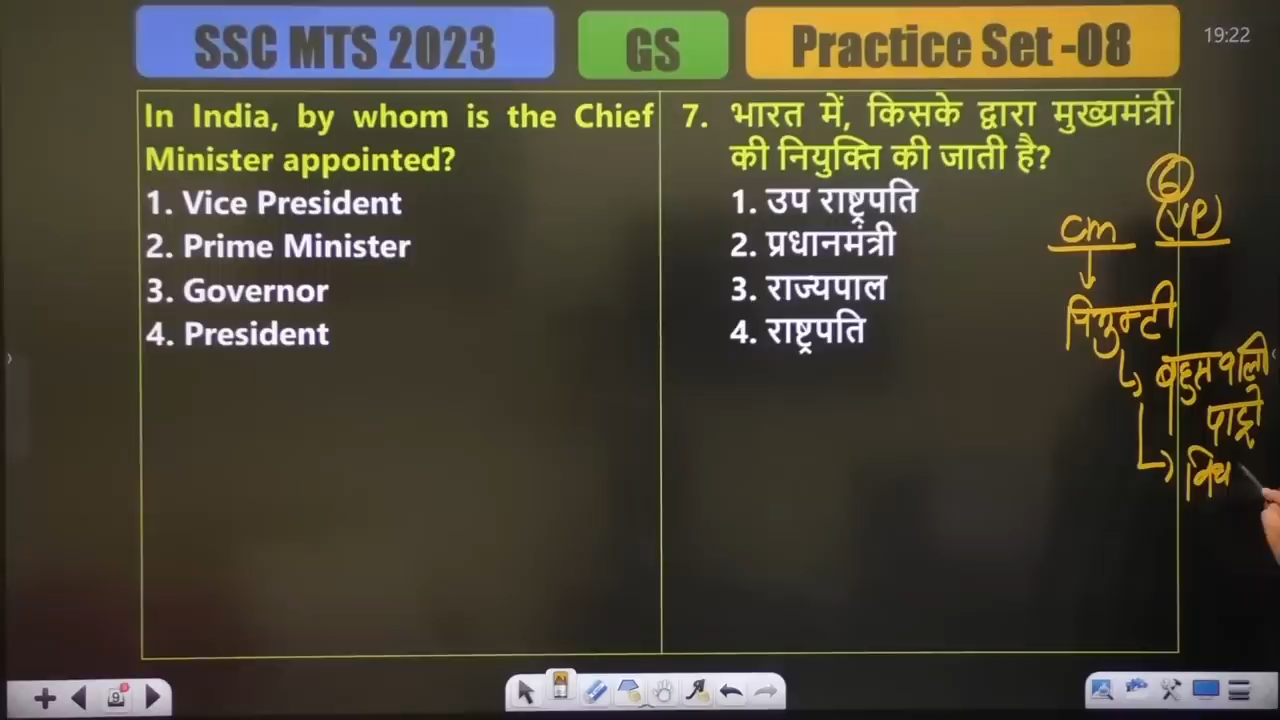 SSC MTS 2023
GS
Practice Set -08
19:22
In India, by whom is the Chief
Minister appointed?
1. Vice President
2. Prime Minister
3. Governor
4. President
7. भारत में, किसके द्वारा मुख्यमंत्री
की नियुक्ति की जाती है?
1. उप राष्ट्रपति
2. प्रधानमंत्री
3. राज्यपाल
4. राष्ट्रपति
6
cm (VP)